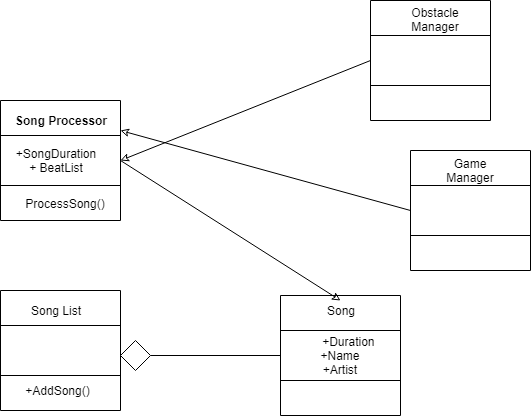 Obstacle
Manager
Song Processor
+SongDuration
+ BeatList
ProcessSong()
Game
Manager
Song List
+AddSong()
Song
+Duration
+Name
+Artist